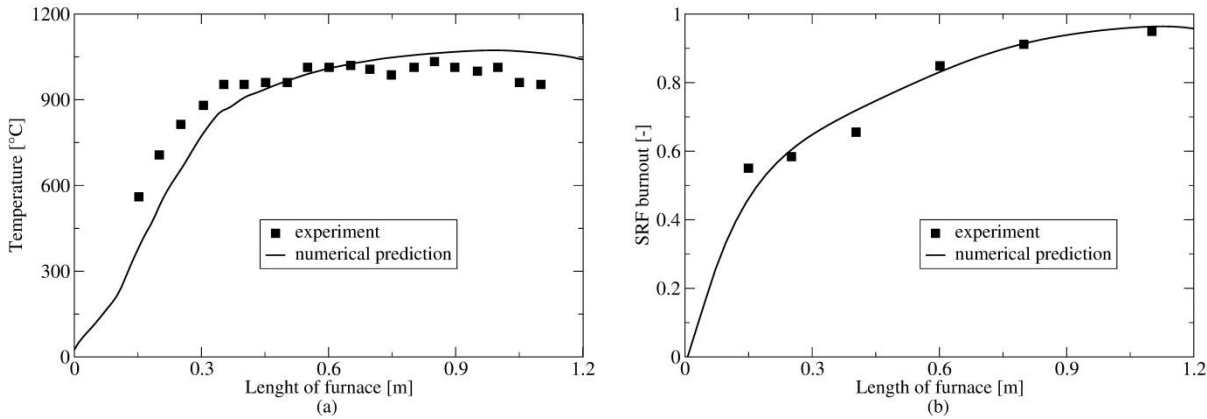 1200
900
600
300
0
Temperature [°C]
experiment
numerical prediction
0 0.3 0.6 0.9 1.2
Lenght of furnace [m]
(a)
1
0.8
0.6
0.4
0.2
0
SRF burnout [-]
experiment
numerical prediction
0 0.3 0.6 0.9 1.2
Length of furnace [m]
(b)